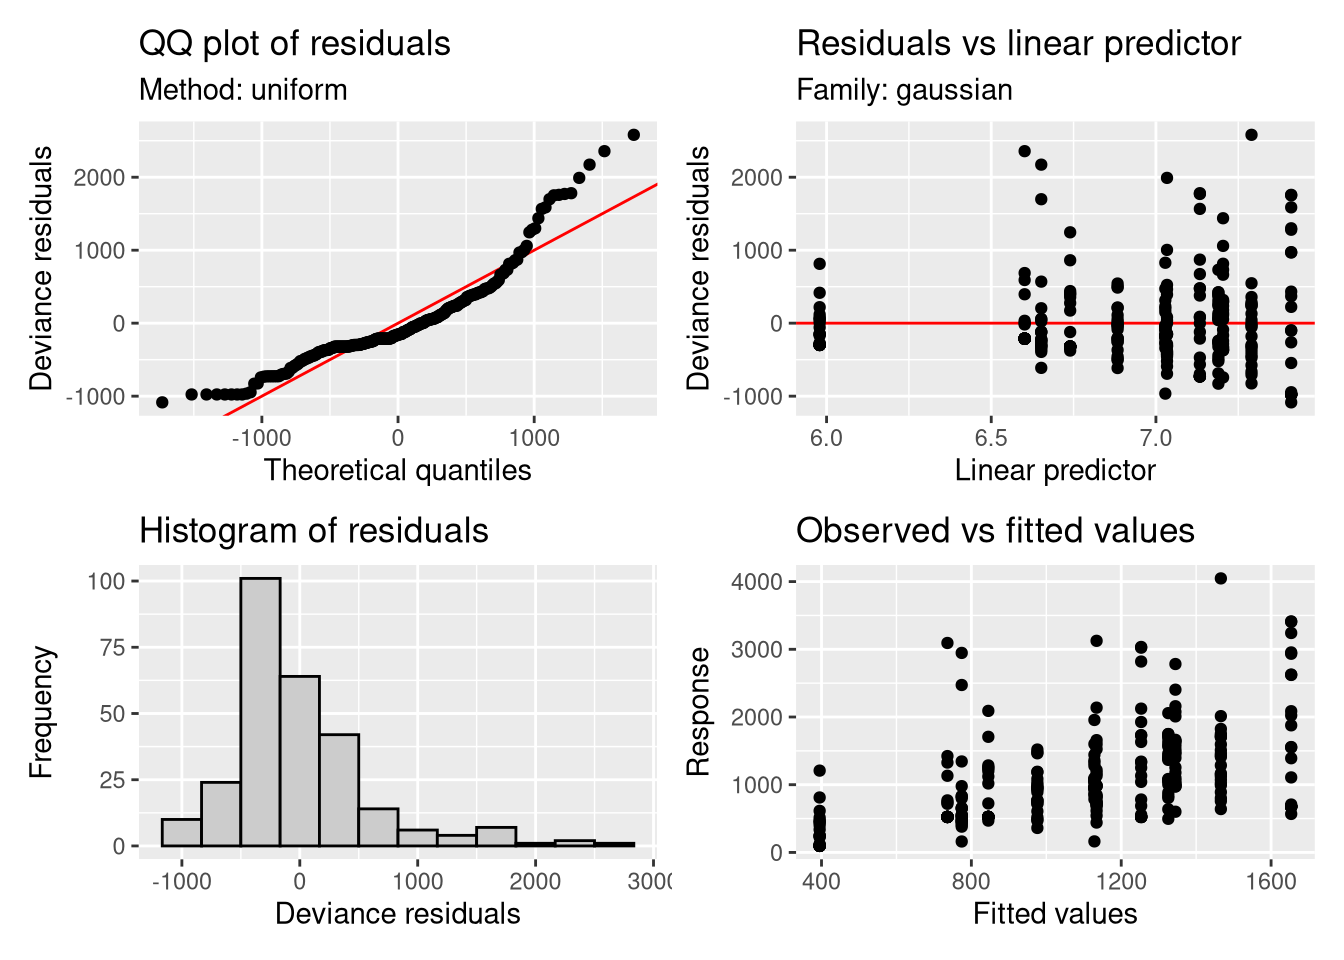 QQ plot of residuals
Method: uniform
Deviance residuals
2000
1000
0
-1000
-1000 0 1000
Theoretical quantiles
Residuals vs linear predictor
Family: gaussian
Deviance residuals
2000
1000
0
-1000
6.0 6.5 7.0
Linear predictor
Histogram of residuals
Frequency
100
75
50
25
0
-1000 0 1000 2000 3000
Deviance residuals
Observed vs fitted values
Response
4000
3000
2000
1000
0
400 800 1200 1600
Fitted values